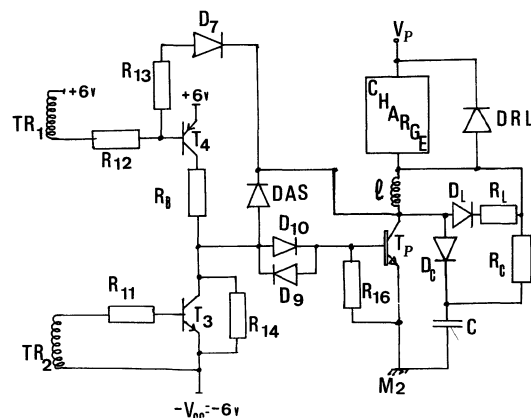 D7
VP
R13
+6v
+6v
CHARGE
DRL
TR1
T4
R12
ℓ
DL
RL
RB
DAS
D10
TP
DC
RC
D9
R11
T3
R14
R16
C
TR2
M2
-Vcc=-6v